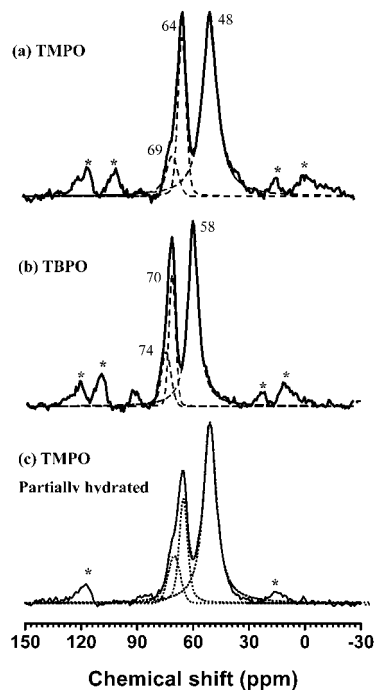 64
48
(a) TMPO
69
*
*
*
*
58
(b) TBPO
70
74
*
*
*
*
(c) TMPO
Partially hydrated
*
*
150 120 90 60 30 0 -30
Chemical shift (ppm)